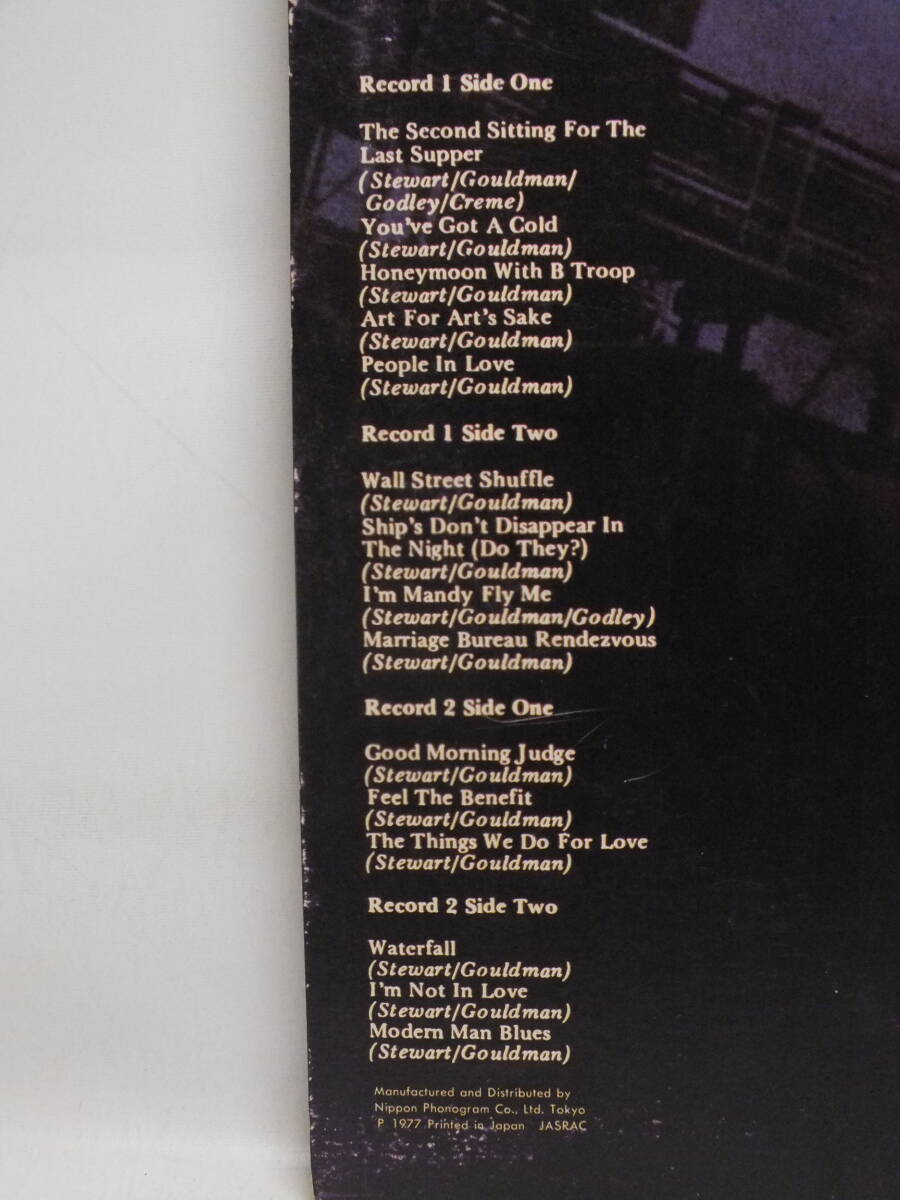 Record 1 Side One
The Second Sitting For The
Last Supper
(Stewart/Gouldman/
Godley/Creme)
You've Got A Cold
(Stewart/Gouldman)
Honeymoon With B Troop
(Stewart/Gouldman)
Art For Art's Sake
(Stewart/Gouldman)
People In Love
(Stewart/Gouldman)
Record 1 Side Two
Wall Street Shuffle
(Stewart/Gouldman)
Ship's Don't Disappear In
The Night (Do They?)
(Stewart/Gouldman)
I'm Mandy Fly Me
(Stewart/Gouldman/Godley)
Marriage Bureau Rendezvous
(Stewart/Gouldman)
Record 2 Side One
Good Morning Judge
(Stewart/Gouldman)
Feel The Benefit
(Stewart/Gouldman)
The Things We Do For Love
(Stewart/Gouldman)
Record 2 Side Two
Waterfall
(Stewart/Gouldman)
I'm Not In Love
(Stewart/Gouldman)
Modern Man Blues
(Stewart/Gouldman)
Manufactured and Distributed by
Nippon Phonogram Co., Ltd. Tokyo
P 1977 Printed in Japan JASRAC